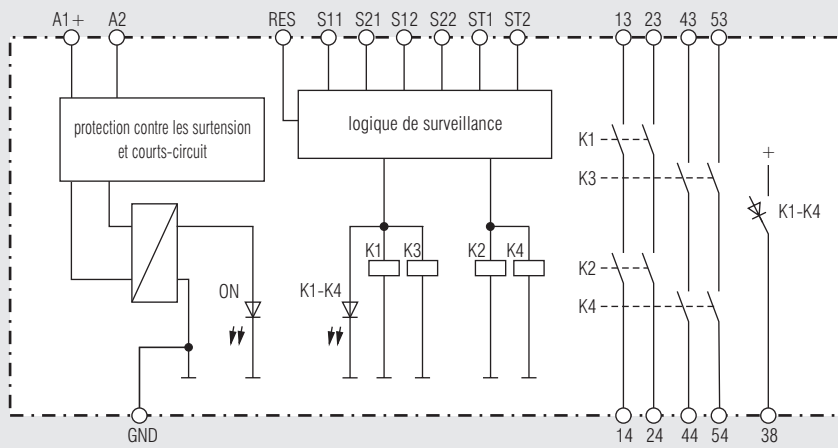 A1+ A2 RES S11 S21 S12 S22 ST1 ST2 13 23 43 53
protection contre les surtension
et courts-circuit
logique de surveillance
K1
K3
+
K1-K4
K1 K3 K2 K4
K2
ON K1-K4
K4
GND 14 24 44 54 38